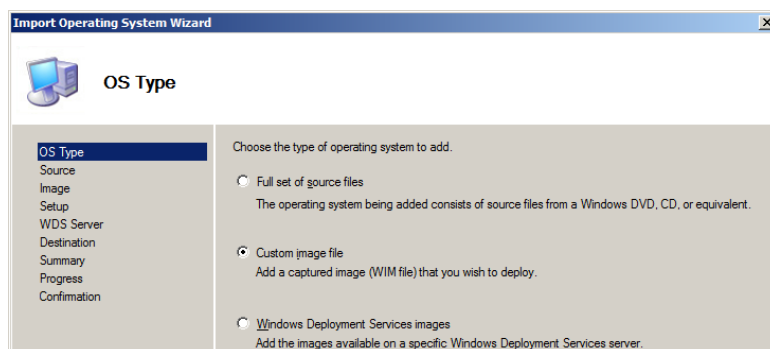 Import Operating System Wizard
OS Type
OS Type
Source
Image
Setup
WDS Server
Destination
Summary
Progress
Confirmation
Choose the type of operating system to add.
Full set of source files
The operating system being added consists of source files from a Windows DVD, CD, or equivalent.
Custom image file
Add a captured image (WIM file) that you wish to deploy.
Windows Deployment Services images
Add the images available on a specific Windows Deployment Services server.